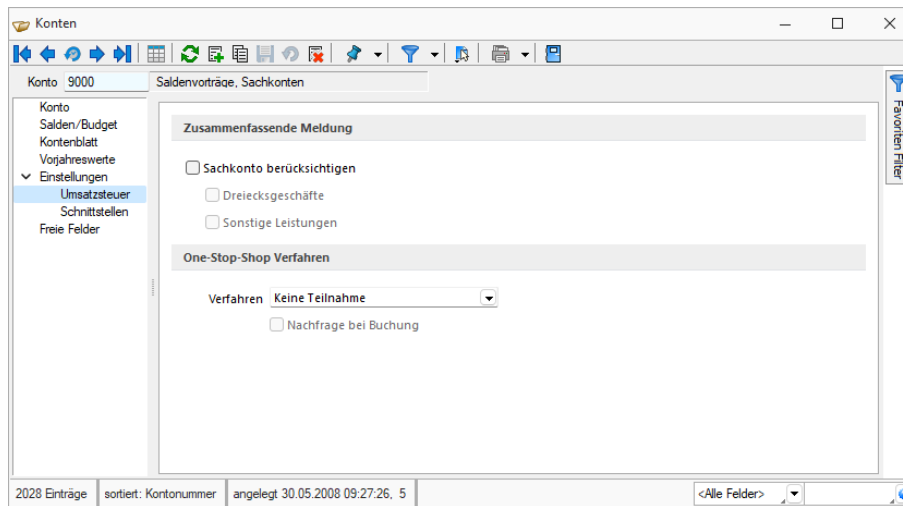 Konten
Konto 9000 Saldenvorträge, Sachkonten
Konto
Salden/Budget
Kontenblatt
Vorjahreswerte
Einstellungen
Umsatzsteuer
Schnittstellen
Freie Felder
Zusammenfassende Meldung
Sachkonto berücksichtigen
Dreiecksgeschäfte
Sonstige Leistungen
One-Stop-Shop Verfahren
Verfahren Keine Teilnahme
Nachfrage bei Buchung
Favoriten Filter
2028 Einträge sortiert: Kontonummer angelegt 30.05.2008 09:27:26, 5 <Alle Felder>